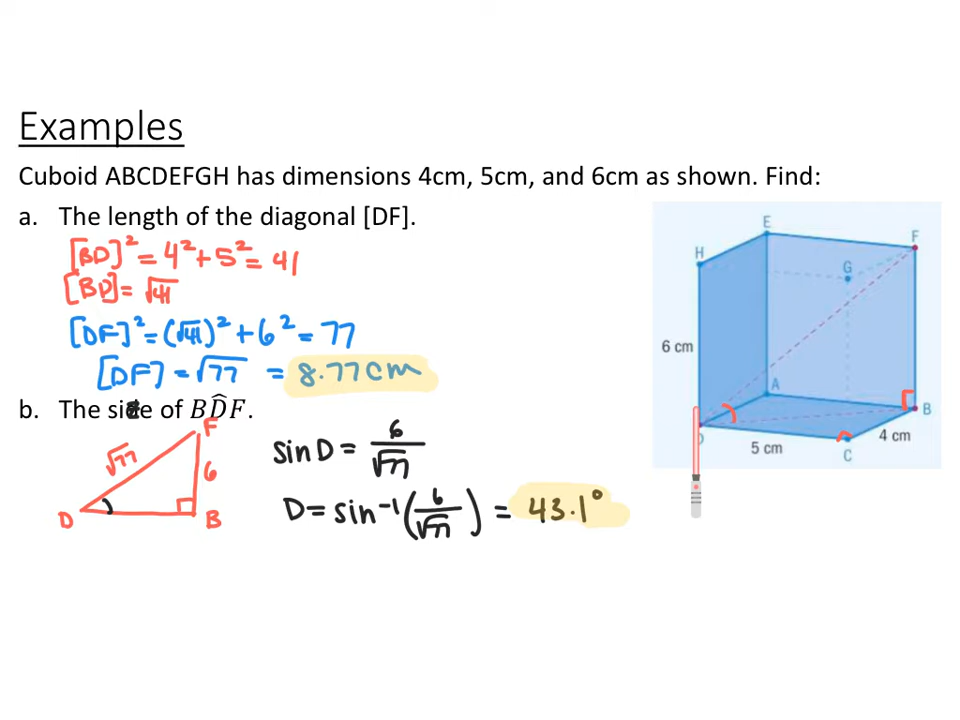 Examples
Cuboid ABCDEFGH has dimensions 4cm, 5cm, and 6cm as shown. Find:
a. The length of the diagonal [DF].
[BD]² = 4² + 5² = 41
[BD] = √41
[DF]² = (√41)² + 6² = 77
[DF] = √77 = 8.77cm
b. The size of BD̂F.
F
√77
6
D
B
sin D = 6/√77
D = sin⁻¹(6/√77) = 43.1°
E
F
H
G
6 cm
A
B
D
5 cm
4 cm
C